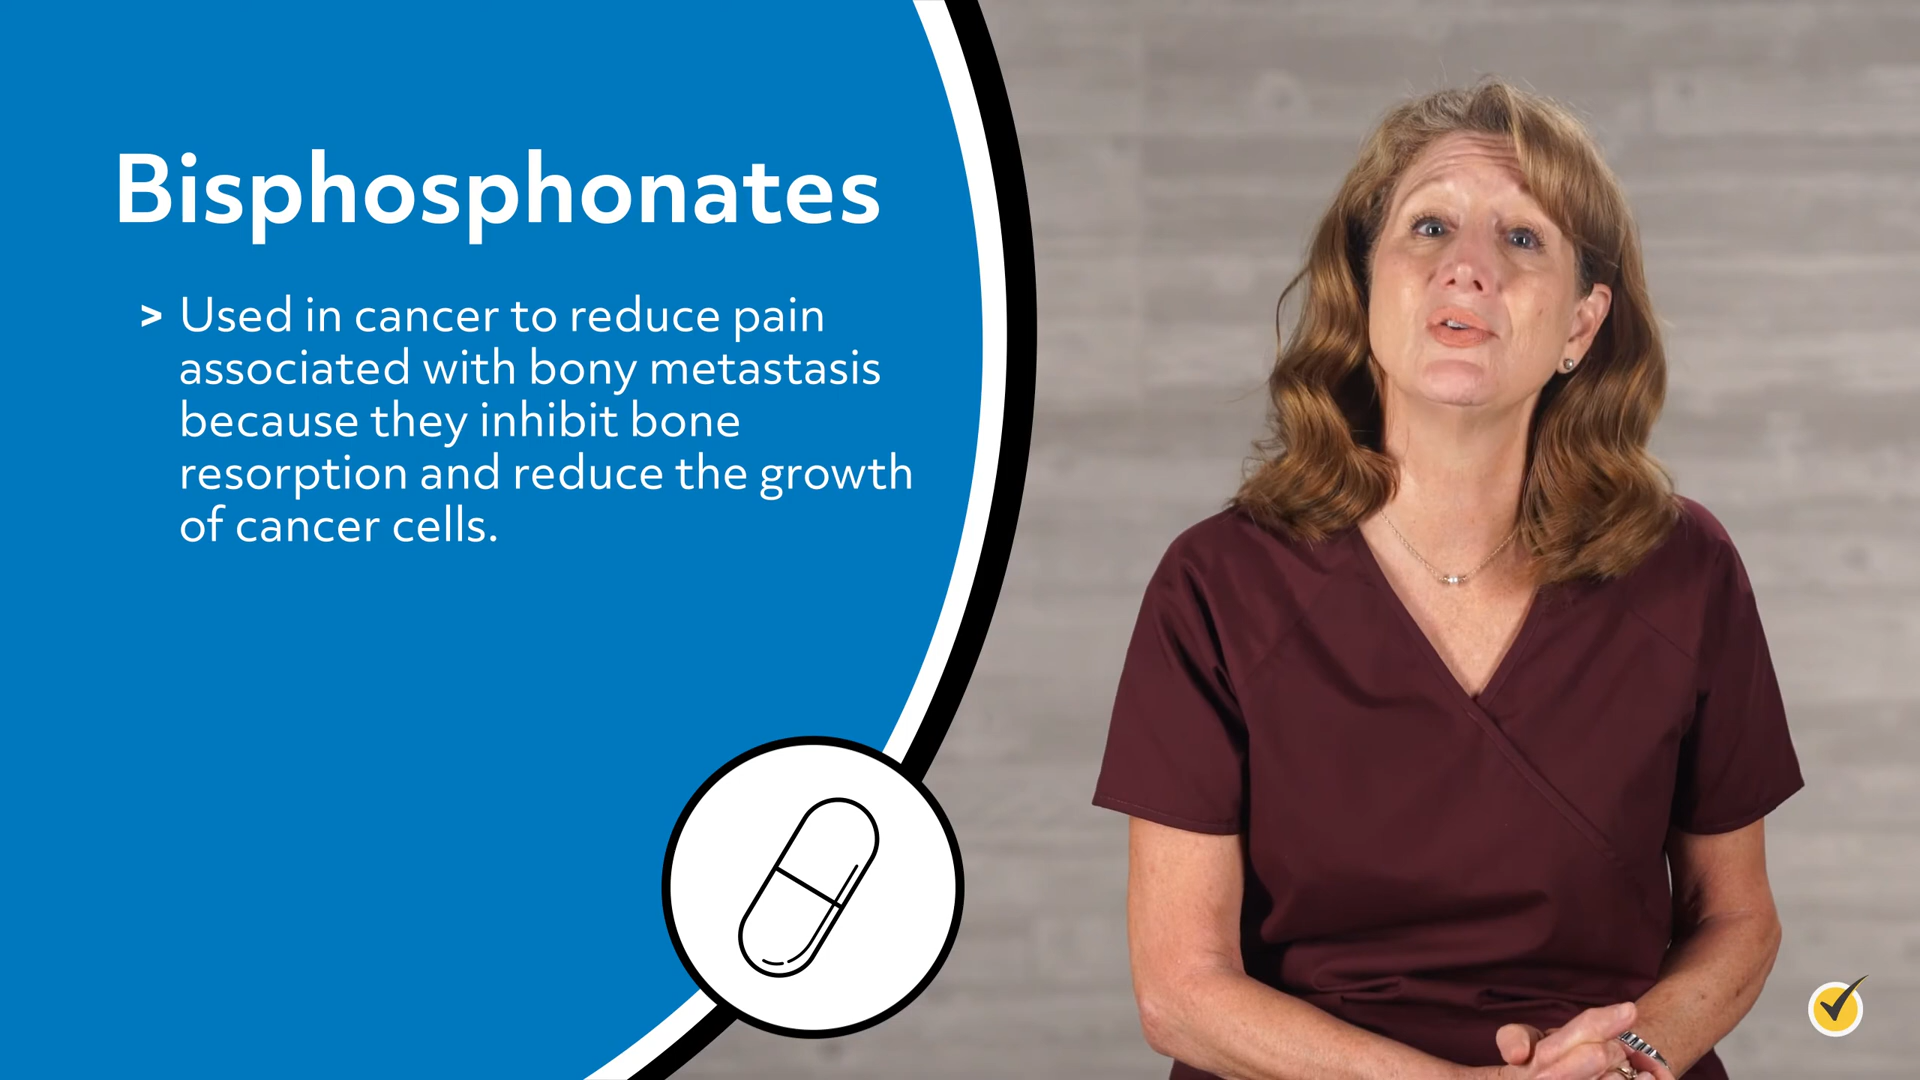 Bisphosphonates
> Used in cancer to reduce pain
associated with bony metastasis
because they inhibit bone
resorption and reduce the growth
of cancer cells.